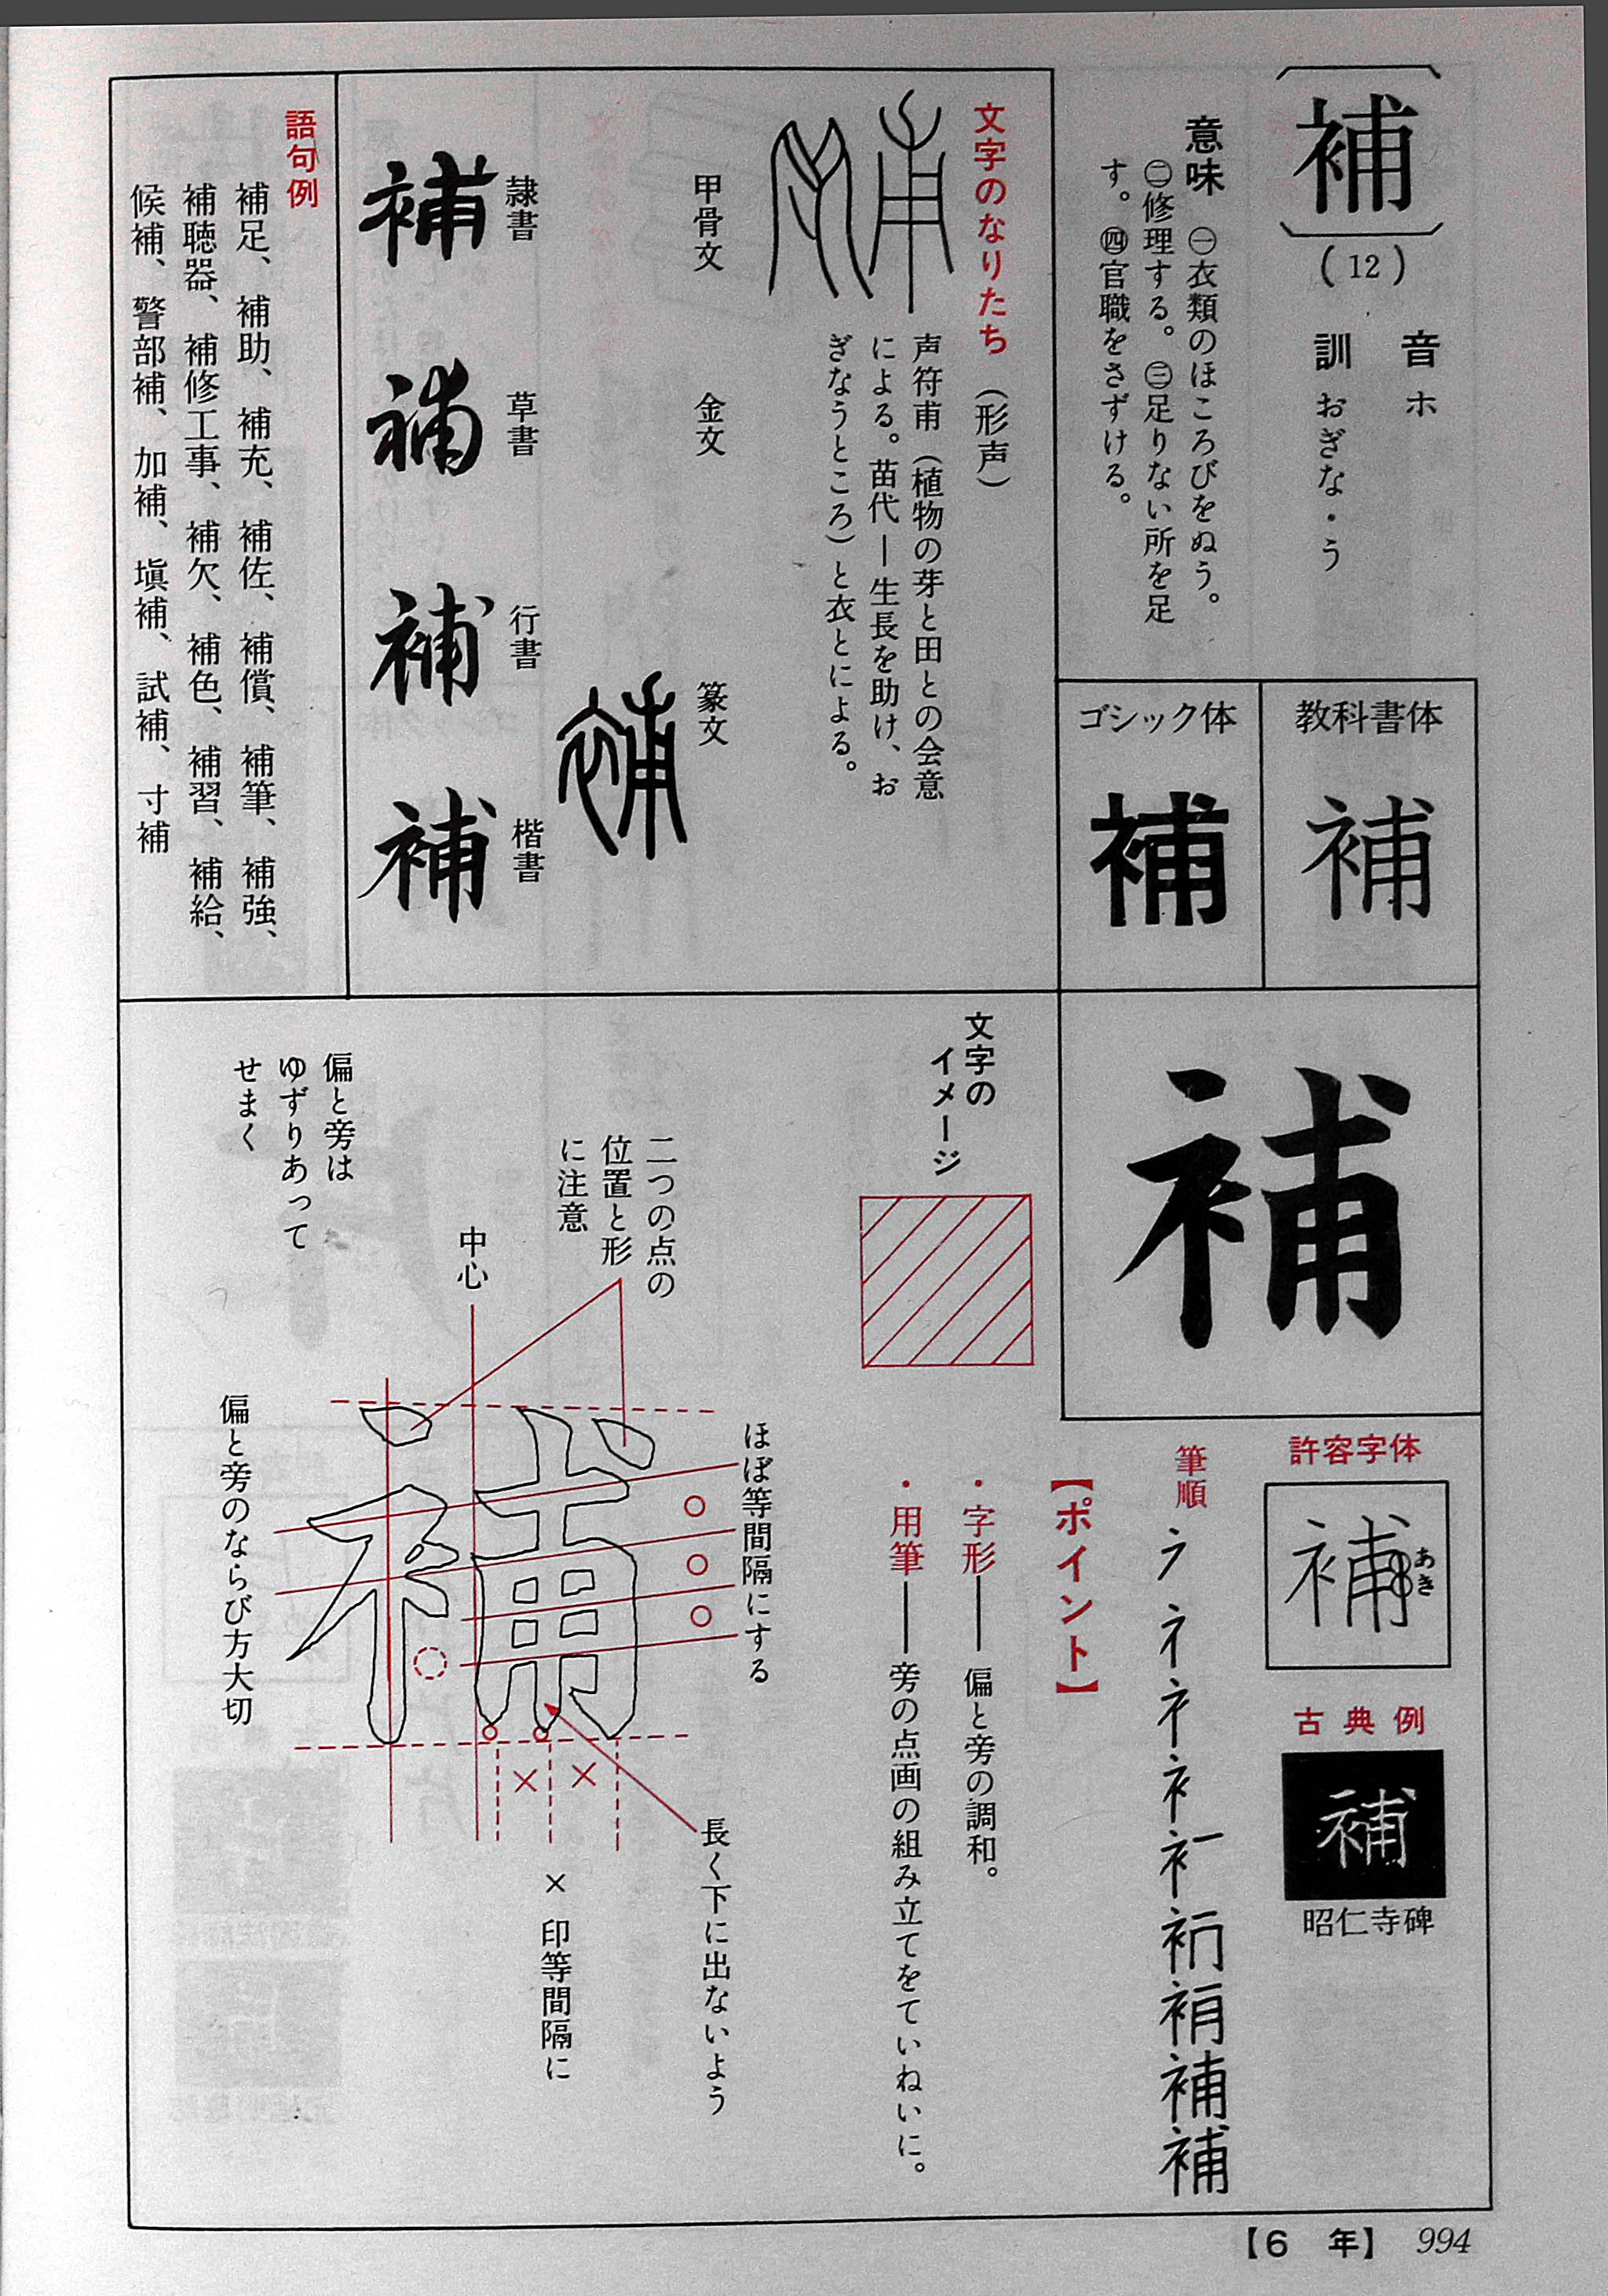 補
(12)
音 ホ
訓 おぎな・う
意味 ㊀衣類のほころびをぬう。
㊁修理する。㊂足りない所を足
す。㊃官職をさずける。
教科書体
補
ゴシック体
補
文字のなりたち(形声)
声符甫(植物の芽と田との会意
による。苗代―生長を助け、お
ぎなうところ)と衣とによる。
甲骨文
金文
篆文
補
隷書
補
草書
補
行書
補
楷書
補
語句例
補足、補助、補充、補佐、補償、補筆、補強、
補聴器、補修工事、補欠、補色、補習、補給、
候補、警部補、加補、塡補、試補、寸補
補
許容字体
補
あき
古典例
補
昭仁寺碑
筆順
補
【ポイント】
・字形――偏と旁の調和。
・用筆――旁の点画の組み立てをていねいに。
文字の
イメージ
二つの点の
位置と形
に注意
中心
偏と旁は
ゆずりあって
せまく
ほぼ等間隔にする
偏と旁のならび方大切
長く下に出ないよう
×印等間隔に
【6 年】 994